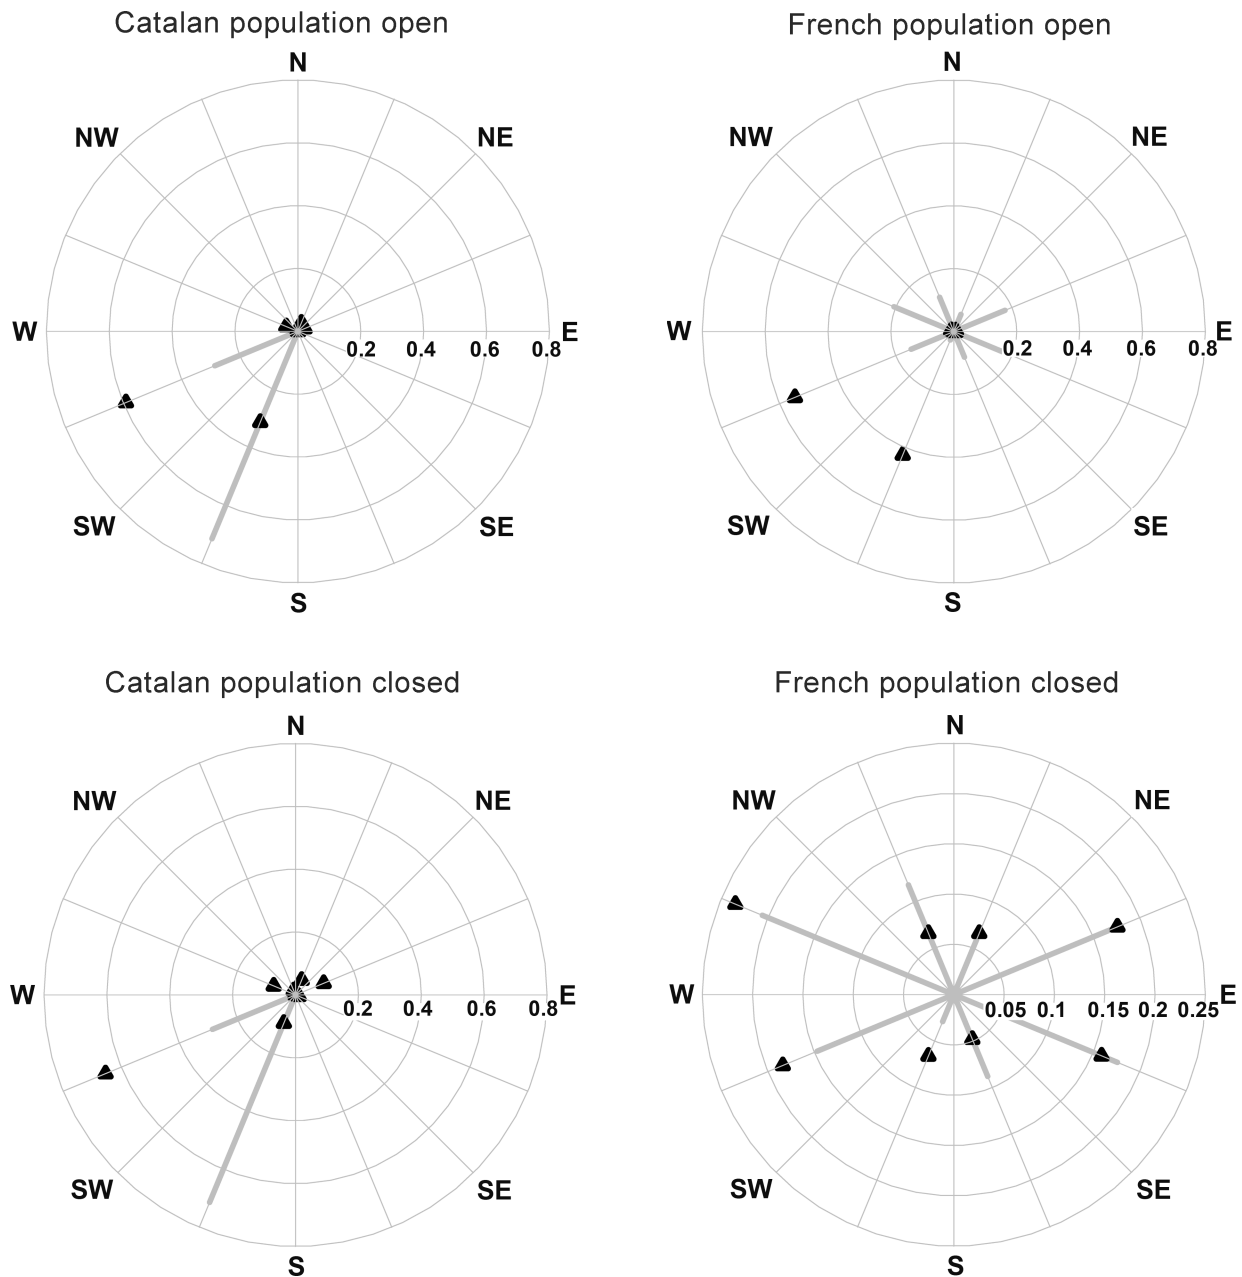 Catalan population open
N
NW
NE
W
E
0.2 0.4 0.6 0.8
SW
SE
S
French population open
N
NW
NE
W
E
0.2 0.4 0.6 0.8
SW
SE
S
Catalan population closed
N
NW
NE
W
E
0.2 0.4 0.6 0.8
SW
SE
S
French population closed
N
NW
NE
W
E
0.05 0.1 0.15 0.2 0.25
SW
SE
S